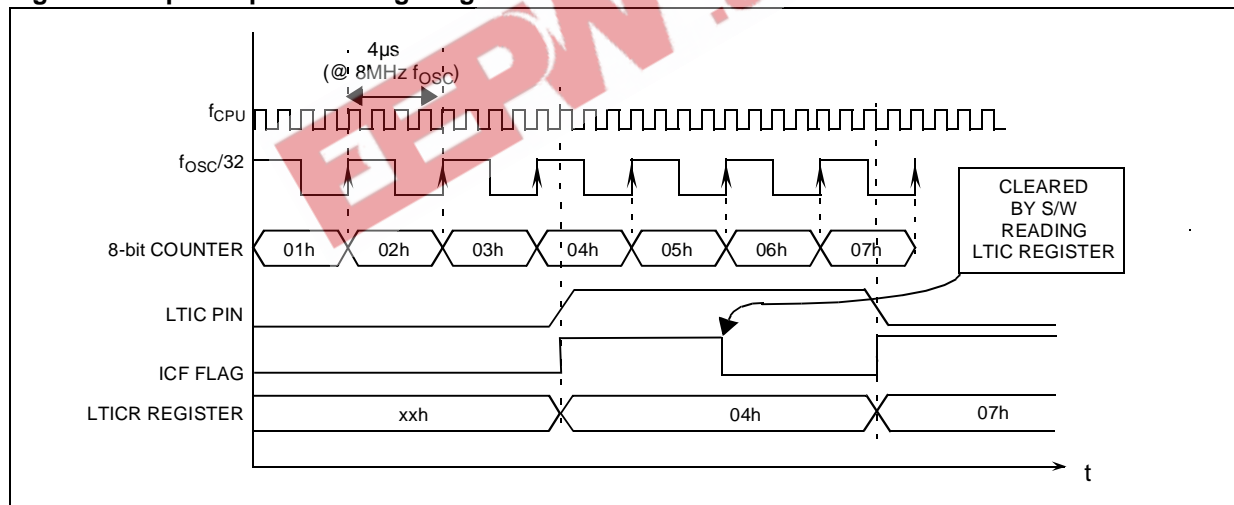 4µs
(@ 8MHz fOSC)
fCPU
fOSC/32
CLEARED
BY S/W
READING
LTIC REGISTER
8-bit COUNTER
01h
02h
03h
04h
05h
06h
07h
LTIC PIN
ICF FLAG
LTICR REGISTER
xxh
04h
07h
t
EEPW